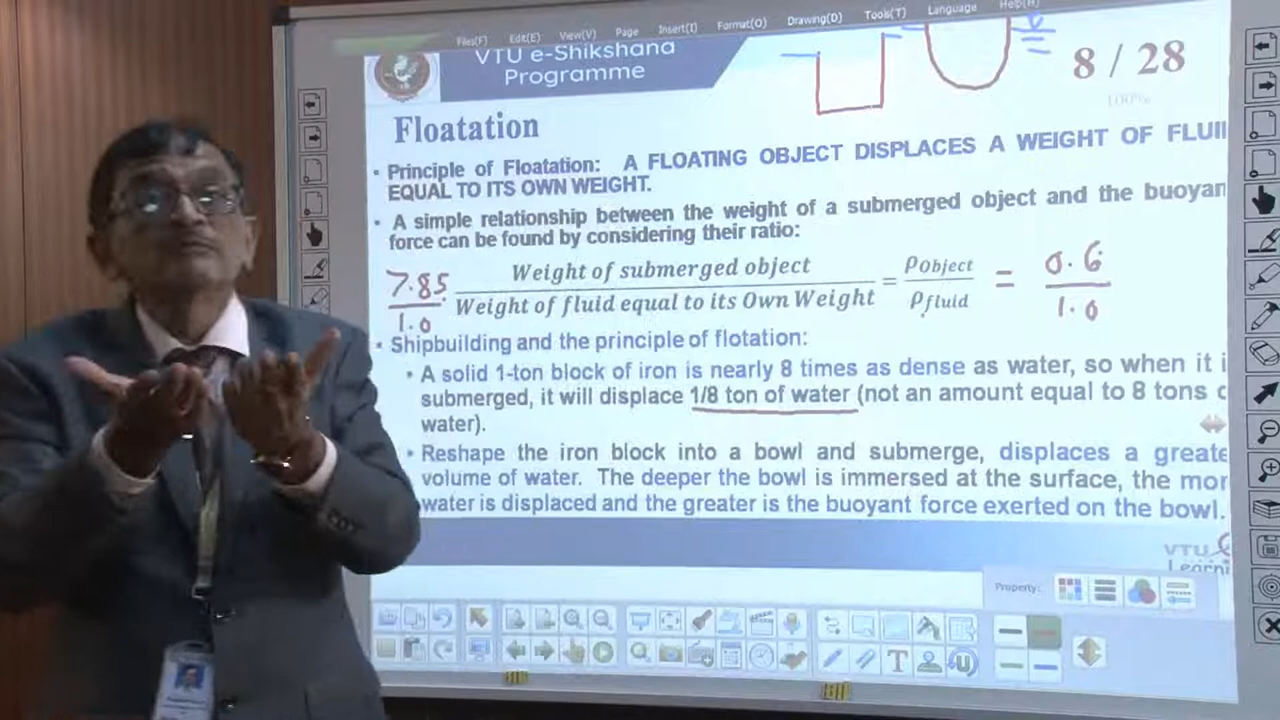 Files(F) Edit(E) View(V) Page Insert(I) Format(O) Drawing(D) Tools(T) Language Help(H)
VTU e-Shikshana
Programme
8 / 28
100%
Floatation
• Principle of Floatation: A FLOATING OBJECT DISPLACES A WEIGHT OF FLUI
EQUAL TO ITS OWN WEIGHT.
• A simple relationship between the weight of a submerged object and the buoyan
force can be found by considering their ratio:
7.85 / 1.0 Weight of submerged object / Weight of fluid equal to its Own Weight = ρObject / ρfluid = 0.6 / 1.0
• Shipbuilding and the principle of flotation:
• A solid 1-ton block of iron is nearly 8 times as dense as water, so when it i
submerged, it will displace 1/8 ton of water (not an amount equal to 8 tons o
water).
• Reshape the iron block into a bowl and submerge, displaces a greate
volume of water. The deeper the bowl is immersed at the surface, the mor
water is displaced and the greater is the buoyant force exerted on the bowl.
VTU
Learni
Property: